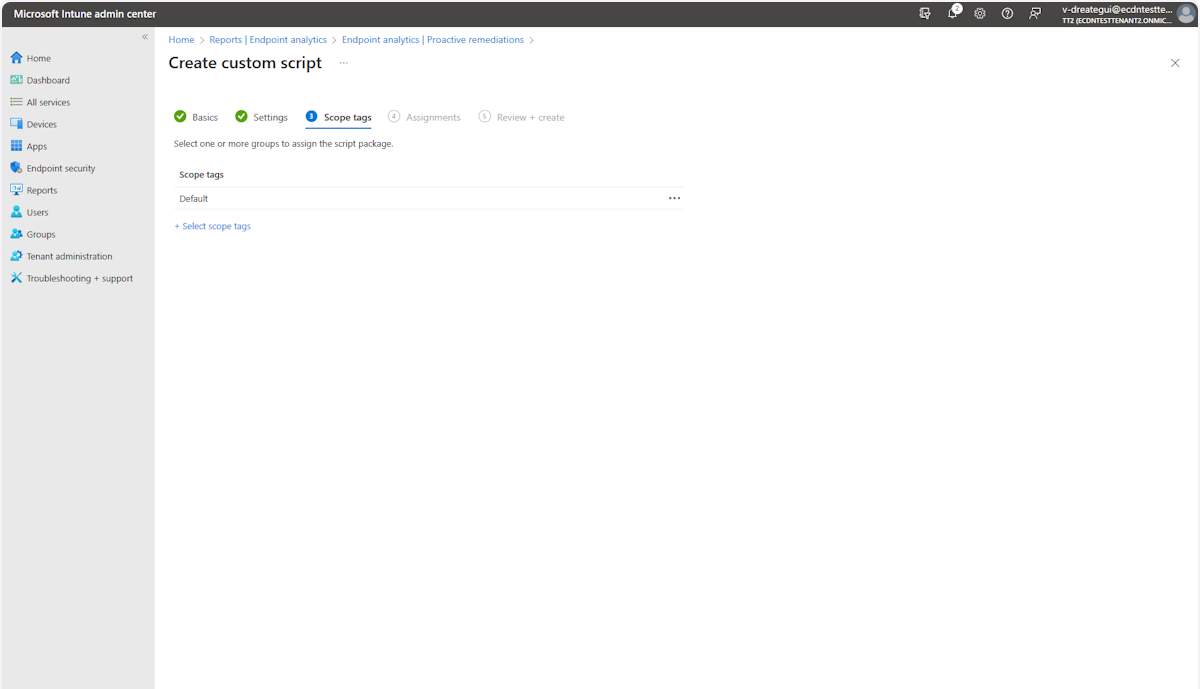 Microsoft Intune admin center
2
v-dreategui@ecdntestte...
TT2 (ECDNTESTTENANT2.ONMIC...
«
Home
Dashboard
All services
Devices
Apps
Endpoint security
Reports
Users
Groups
Tenant administration
Troubleshooting + support
Home > Reports | Endpoint analytics > Endpoint analytics | Proactive remediations >
Create custom script ...
Basics
Settings
3 Scope tags
4 Assignments
5 Review + create
Select one or more groups to assign the script package.
Scope tags
Default ...
+ Select scope tags